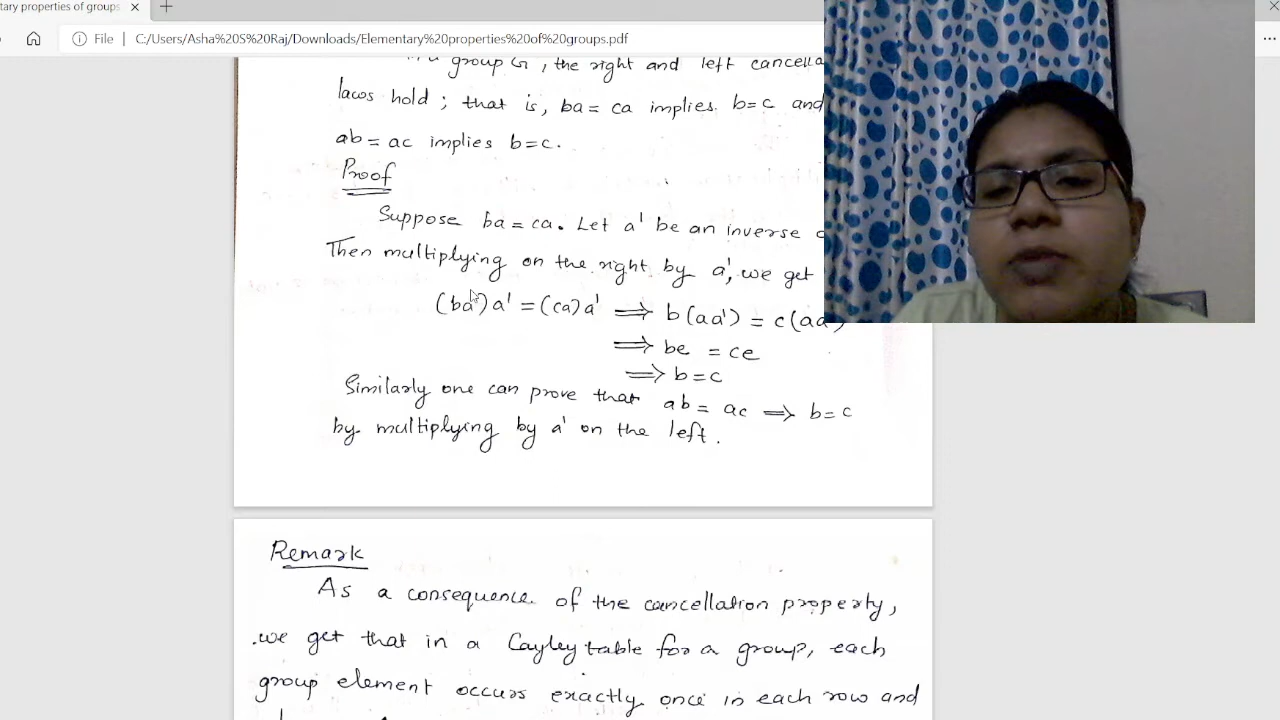 tary properties of groups
File C:/Users/Asha%20S%20Raj/Downloads/Elementary%20properties%20of%20groups.pdf
group G, the right and left
laws hold; that is, ba = ca implies b=c and
ab = ac implies b=c.
Proof
Suppose ba = ca. Let a' be an inverse
Then multiplying on the right by a', we get
(ba)a' = (ca)a' ⟹ b(aa') = c(aa')
⟹ be = ce
⟹ b=c
Similarly one can prove that ab = ac ⟹ b=c
by multiplying by a' on the left.
Remark
As a consequence of the cancellation property,
we get that in a Cayley table for a group, each
group element occurs exactly once in each row and